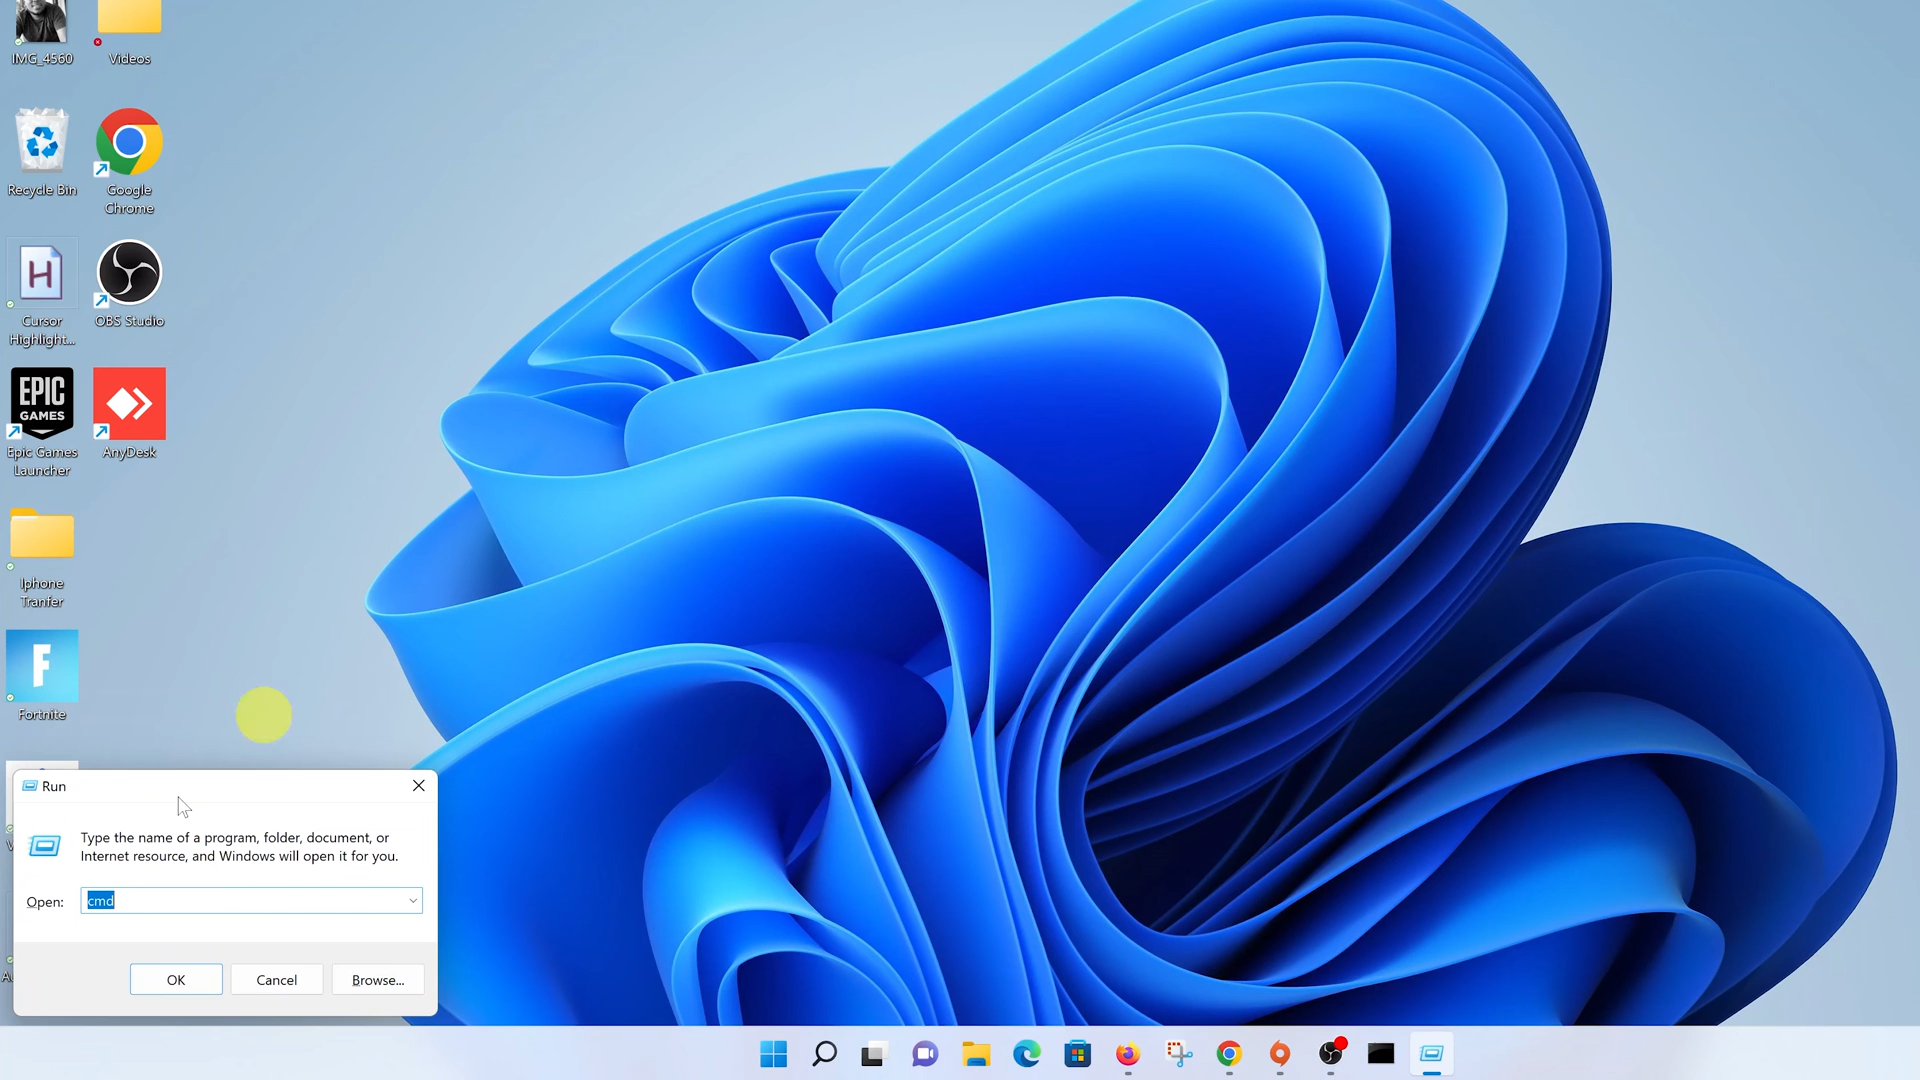 IMG_4560
Videos
Recycle Bin
Google
Chrome
H
Cursor
Highlight...
OBS Studio
EPIC
GAMES
Epic Games
Launcher
AnyDesk
Iphone
Tranfer
F
Fortnite
Run
Type the name of a program, folder, document, or
Internet resource, and Windows will open it for you.
Open:
cmd
OK
Cancel
Browse...